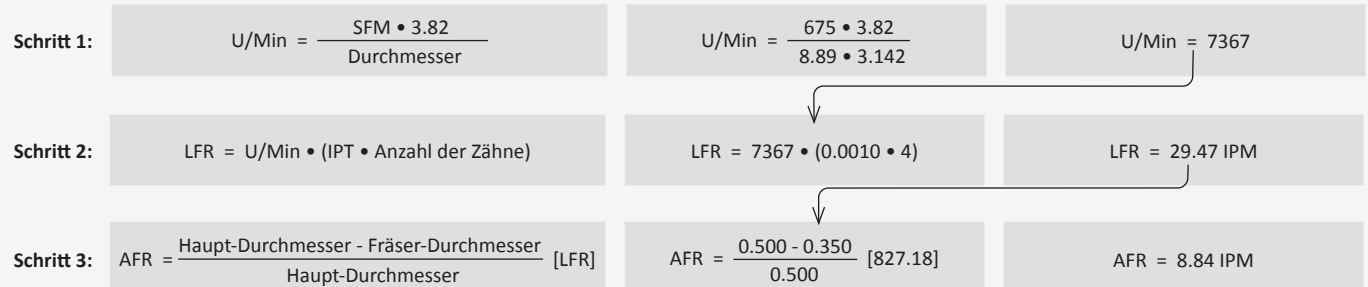 Schritt 1:
U/Min = SFM • 3.82 / Durchmesser
U/Min = 675 • 3.82 / 8.89 • 3.142
U/Min = 7367
Schritt 2:
LFR = U/Min • (IPT • Anzahl der Zähne)
LFR = 7367 • (0.0010 • 4)
LFR = 29.47 IPM
Schritt 3:
AFR = Haupt-Durchmesser - Fräser-Durchmesser / Haupt-Durchmesser [LFR]
AFR = 0.500 - 0.350 / 0.500 [827.18]
AFR = 8.84 IPM